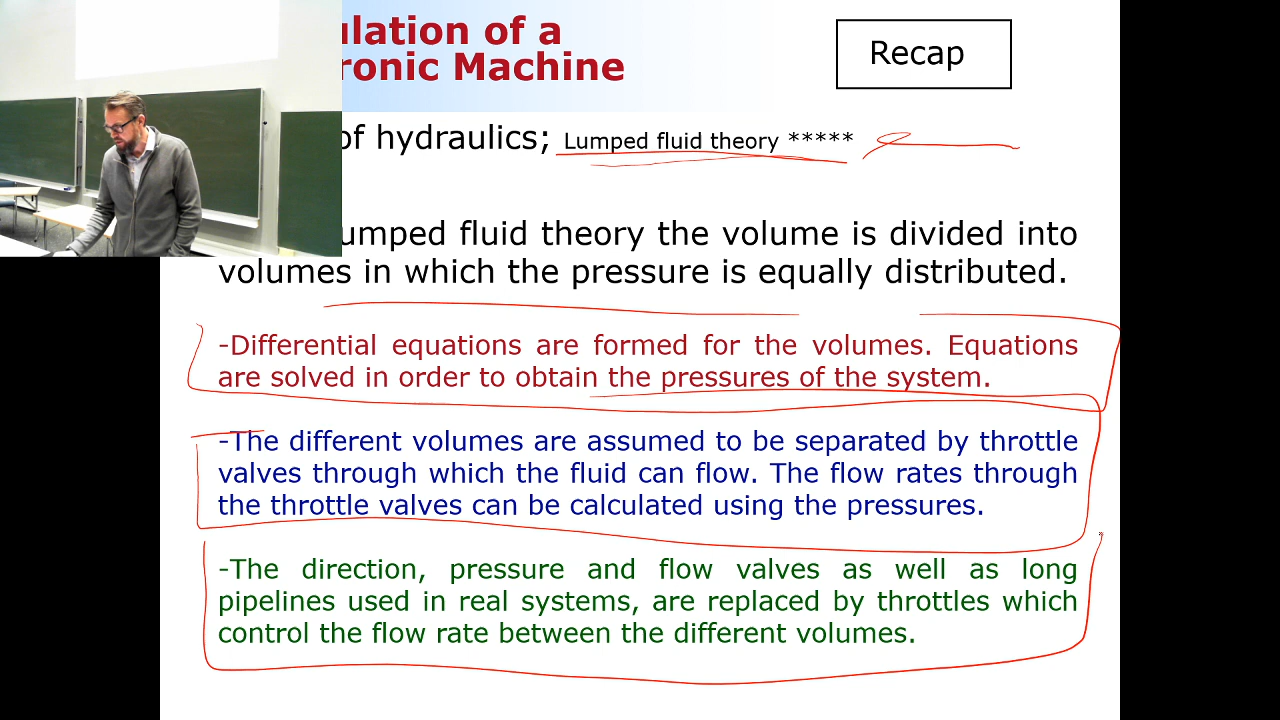 ulation of a
ronic Machine
Recap
of hydraulics; Lumped fluid theory *****
umped fluid theory the volume is divided into
volumes in which the pressure is equally distributed.
-Differential equations are formed for the volumes. Equations
are solved in order to obtain the pressures of the system.
-The different volumes are assumed to be separated by throttle
valves through which the fluid can flow. The flow rates through
the throttle valves can be calculated using the pressures.
-The direction, pressure and flow valves as well as long
pipelines used in real systems, are replaced by throttles which
control the flow rate between the different volumes.